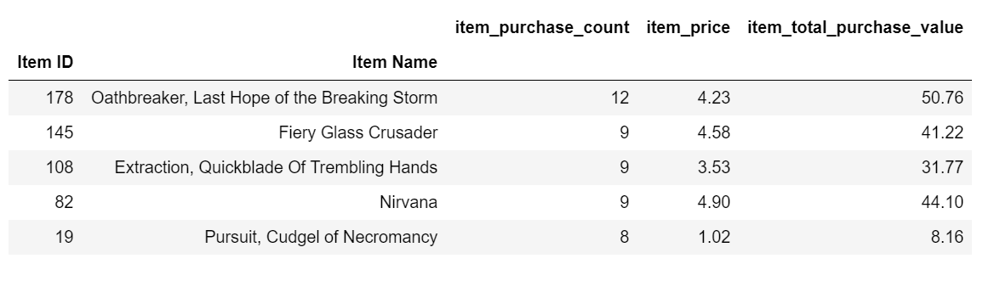 item_purchase_count item_price item_total_purchase_value
Item ID Item Name
178 Oathbreaker, Last Hope of the Breaking Storm 12 4.23 50.76
145 Fiery Glass Crusader 9 4.58 41.22
108 Extraction, Quickblade Of Trembling Hands 9 3.53 31.77
82 Nirvana 9 4.90 44.10
19 Pursuit, Cudgel of Necromancy 8 1.02 8.16